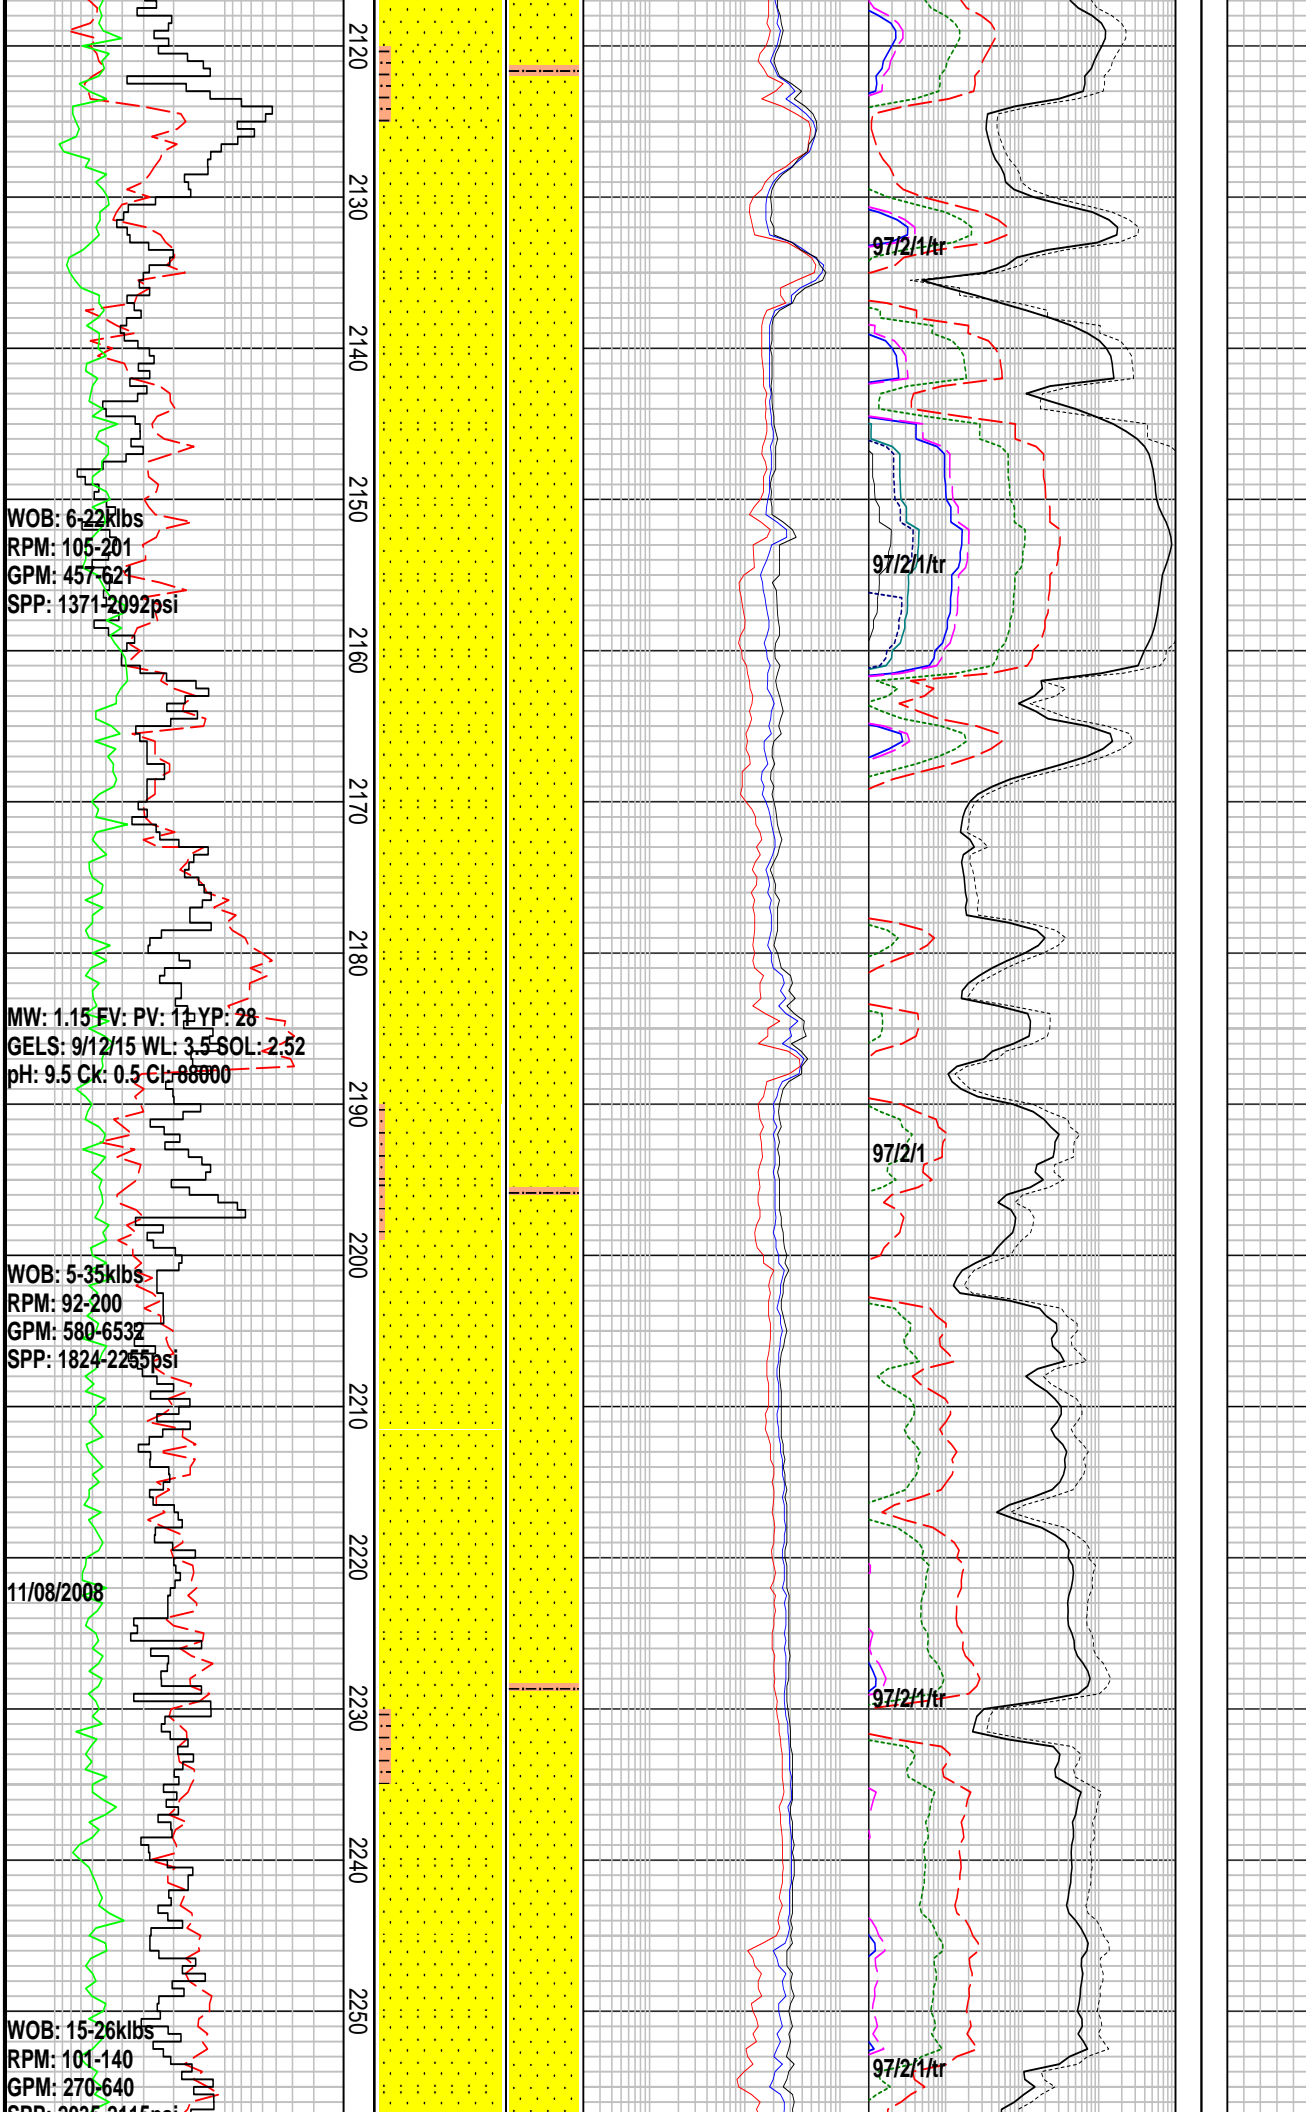 2120
2130
97/2/1/tr
2140
2150
WOB: 6-22klbs
RPM: 105-201
GPM: 457-621
SPP: 1371-2092psi
97/2/1/tr
2160
2170
2180
MW: 1.15 FV: PV: 11 YP: 28
GELS: 9/12/15 WL: 3.5 SOL: 2.52
pH: 9.5 Ck: 0.5 Cl: 88000
2190
97/2/1
2200
WOB: 5-35klbs
RPM: 92-200
GPM: 580-6532
SPP: 1824-2255psi
2210
2220
11/08/2008
2230
97/2/1/tr
2240
2250
WOB: 15-26klbs
RPM: 101-140
GPM: 270-640
97/2/1/tr
SPP: 2035-2115psi